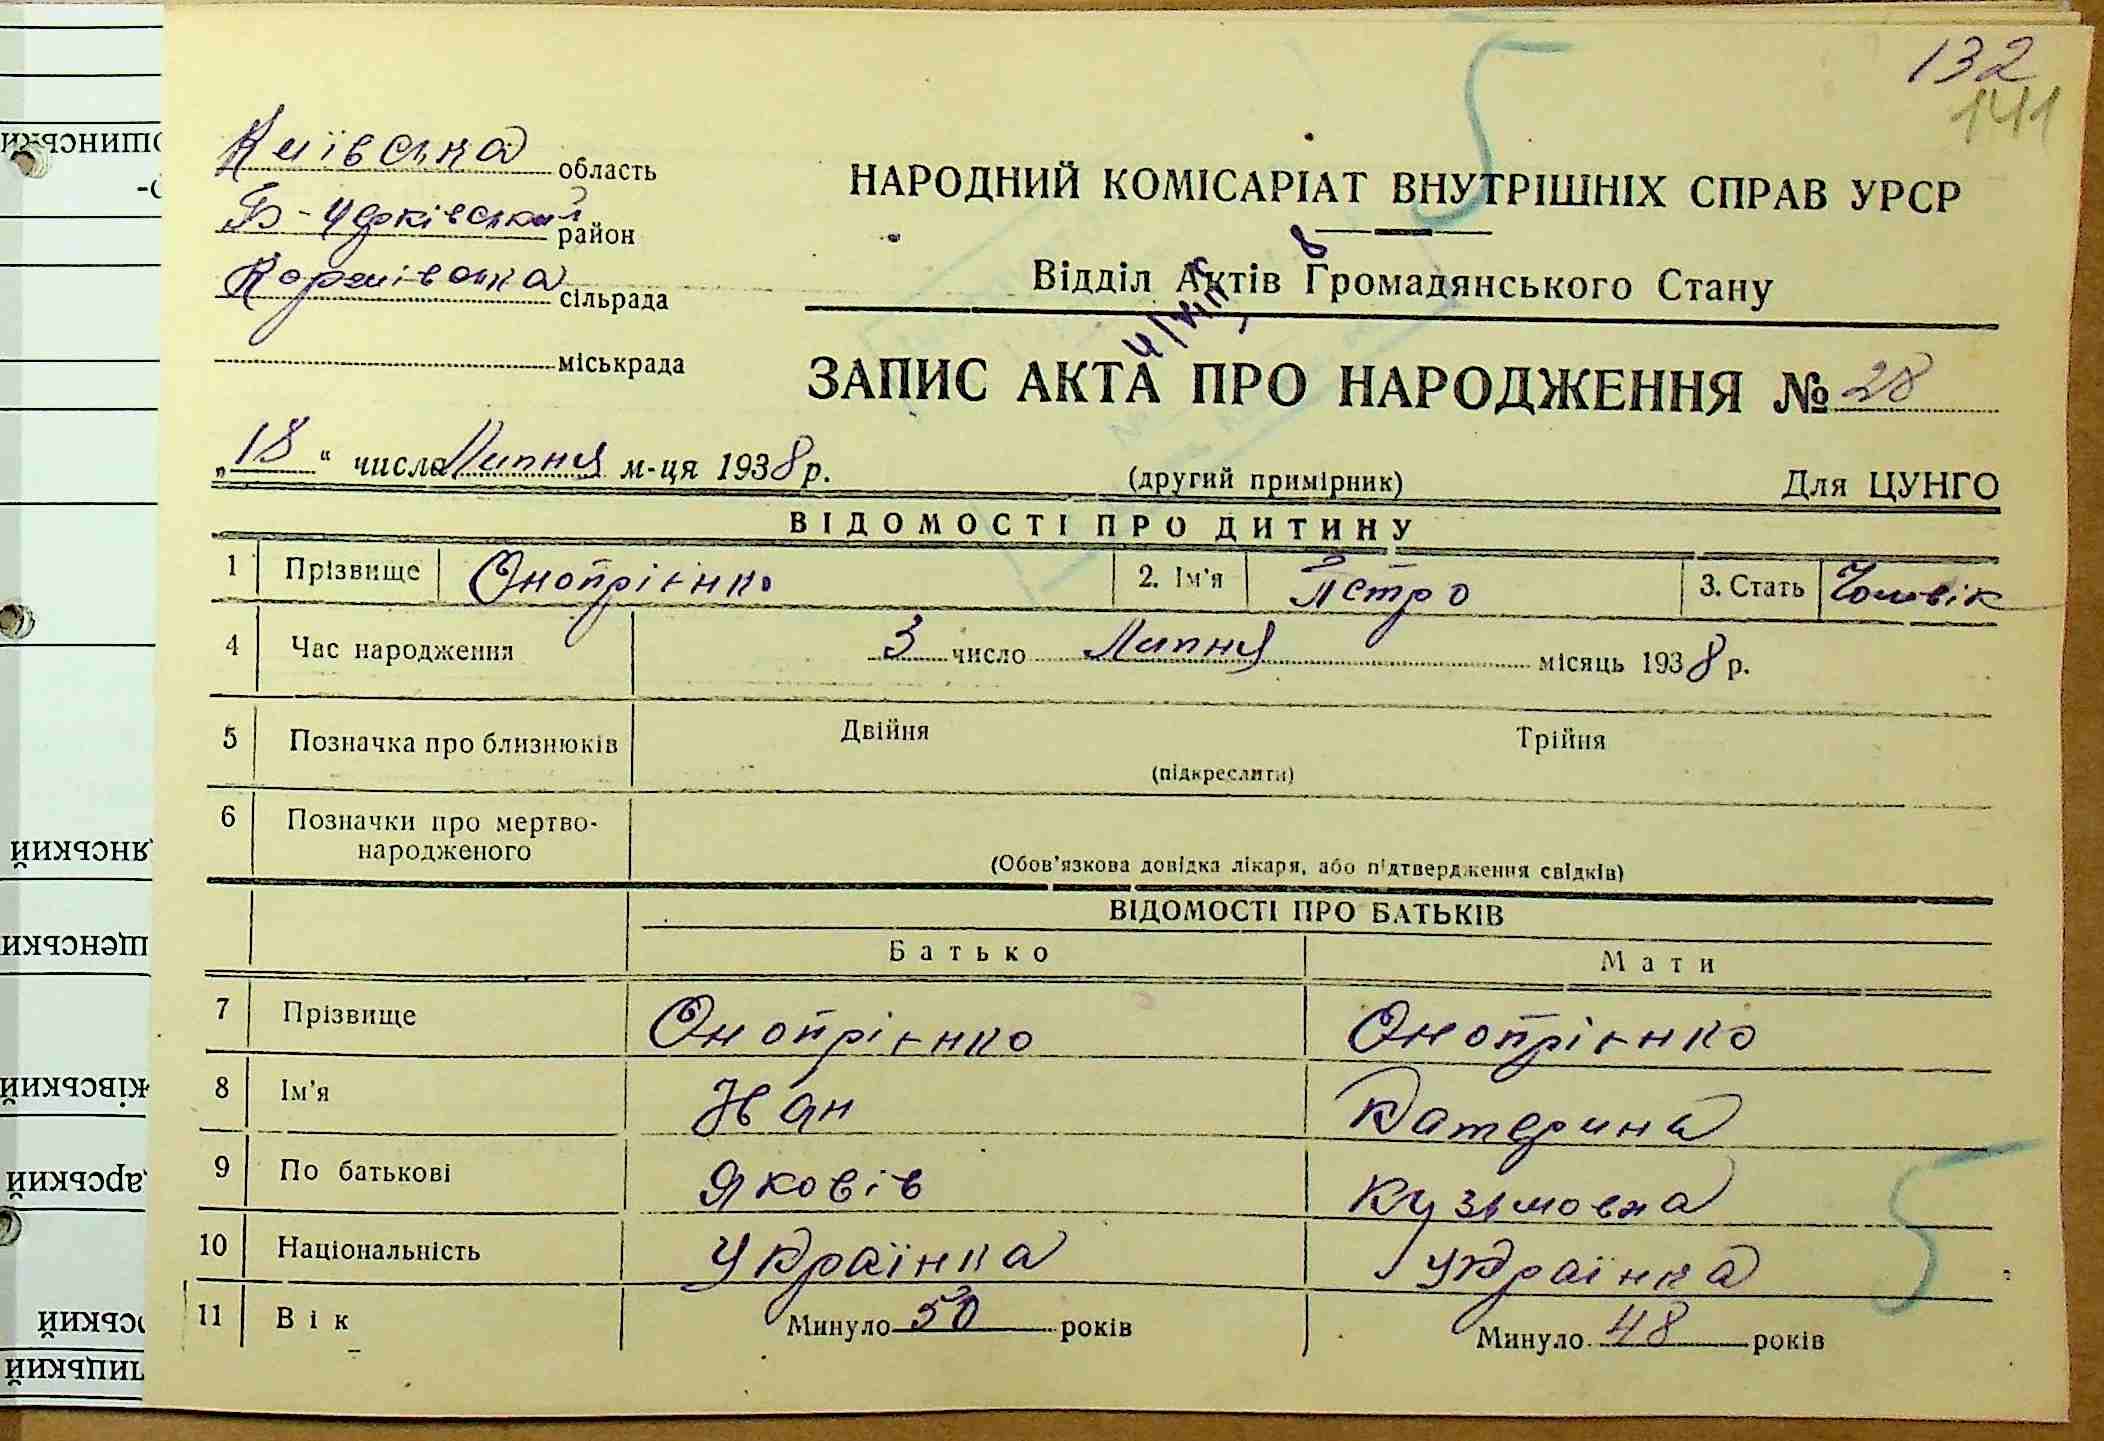 132
141
5
Київська область
Б-Церківський район
сільрада
міськрада
НАРОДНИЙ КОМІСАРІАТ ВНУТРІШНІХ СПРАВ УРСР
Відділ Актів Громадянського Стану
ЗАПИС АКТА ПРО НАРОДЖЕННЯ № 28
„18“ числа Липня м-ця 1938 р.
(другий примірник)
Для ЦУНГО
ВІДОМОСТІ ПРО ДИТИНУ
1 Прізвище Онопрієнко 2. Ім'я Петро 3. Стать Чоловік
4 Час народження 3 число Липня місяць 1938 р.
5 Позначка про близнюків Двійня Трійня
(підкреслити)
6 Позначки про мертво-
народженого
(Обов'язкова довідка лікаря, або підтвердження свідків)
ВІДОМОСТІ ПРО БАТЬКІВ
Батько Мати
7 Прізвище Онопрієнко Онопрієнко
8 Ім'я Іван Катерина
9 По батькові Яковів Кузьмовна
10 Національність Українка Українка
5
11 Вік Минуло 50 років Минуло 48 років